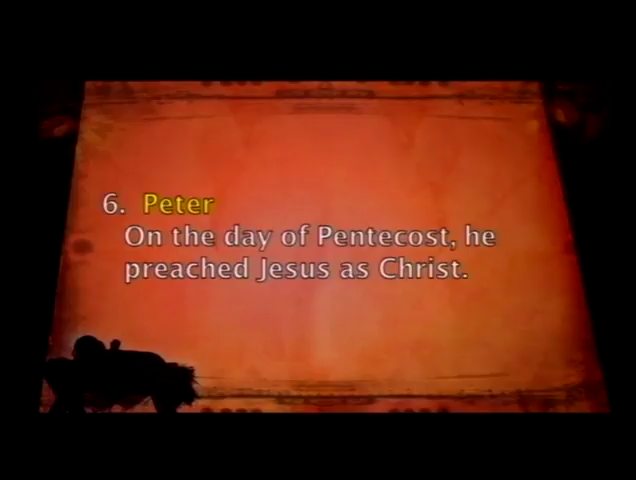 6. Peter
On the day of Pentecost, he
preached Jesus as Christ.